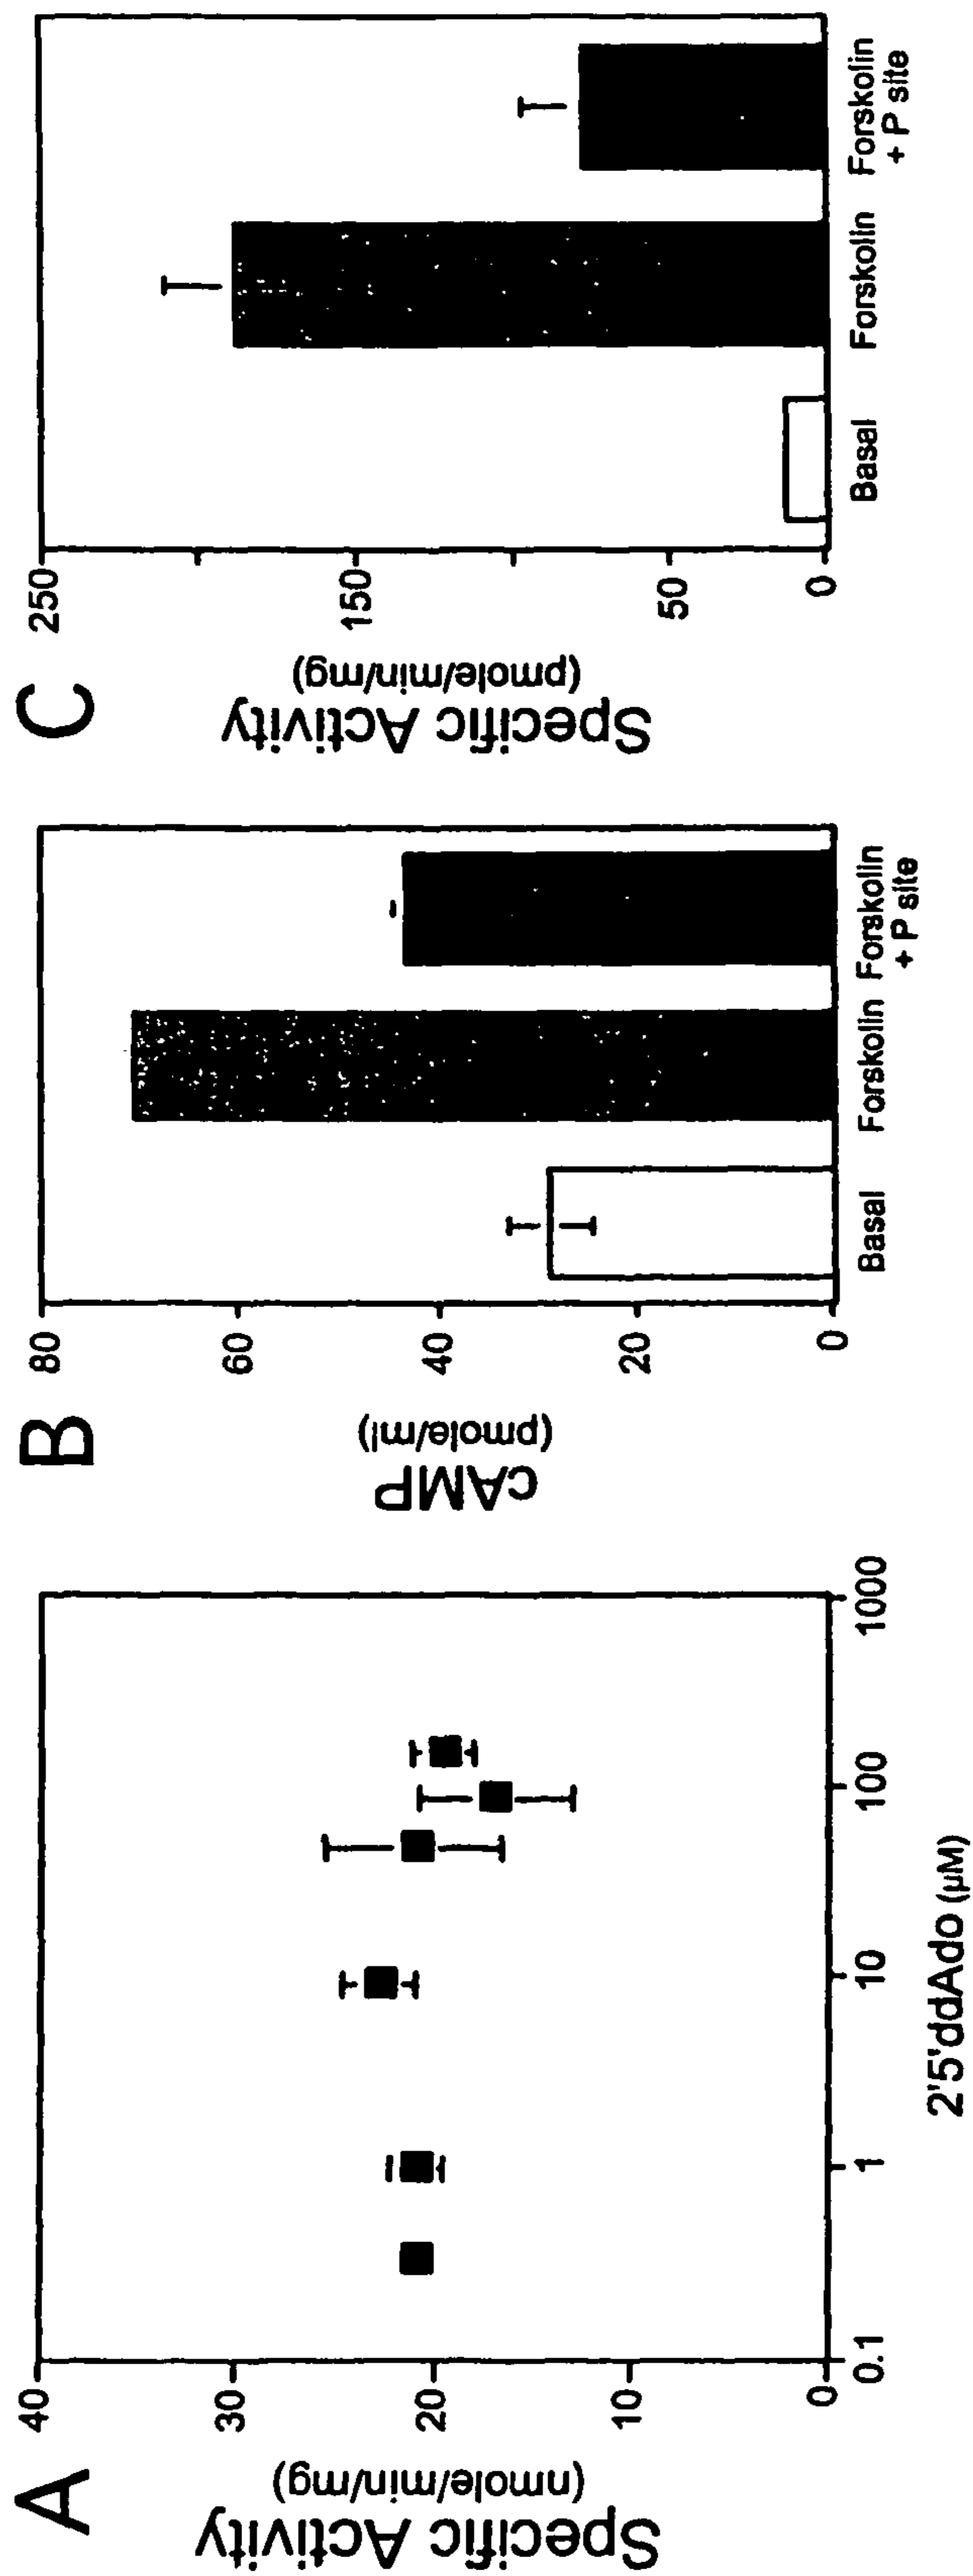 A
Specific Activity
(nmole/min/mg)
40
30
20
10
0
0.1
1
10
100
1000
2'5'ddAdo (µM)
B
cAMP
(pmole/ml)
80
60
40
20
0
Basal
Forskolin
Forskolin
+ P site
C
Specific Activity
(pmole/min/mg)
250
150
50
0
Basal
Forskolin
Forskolin
+ P site